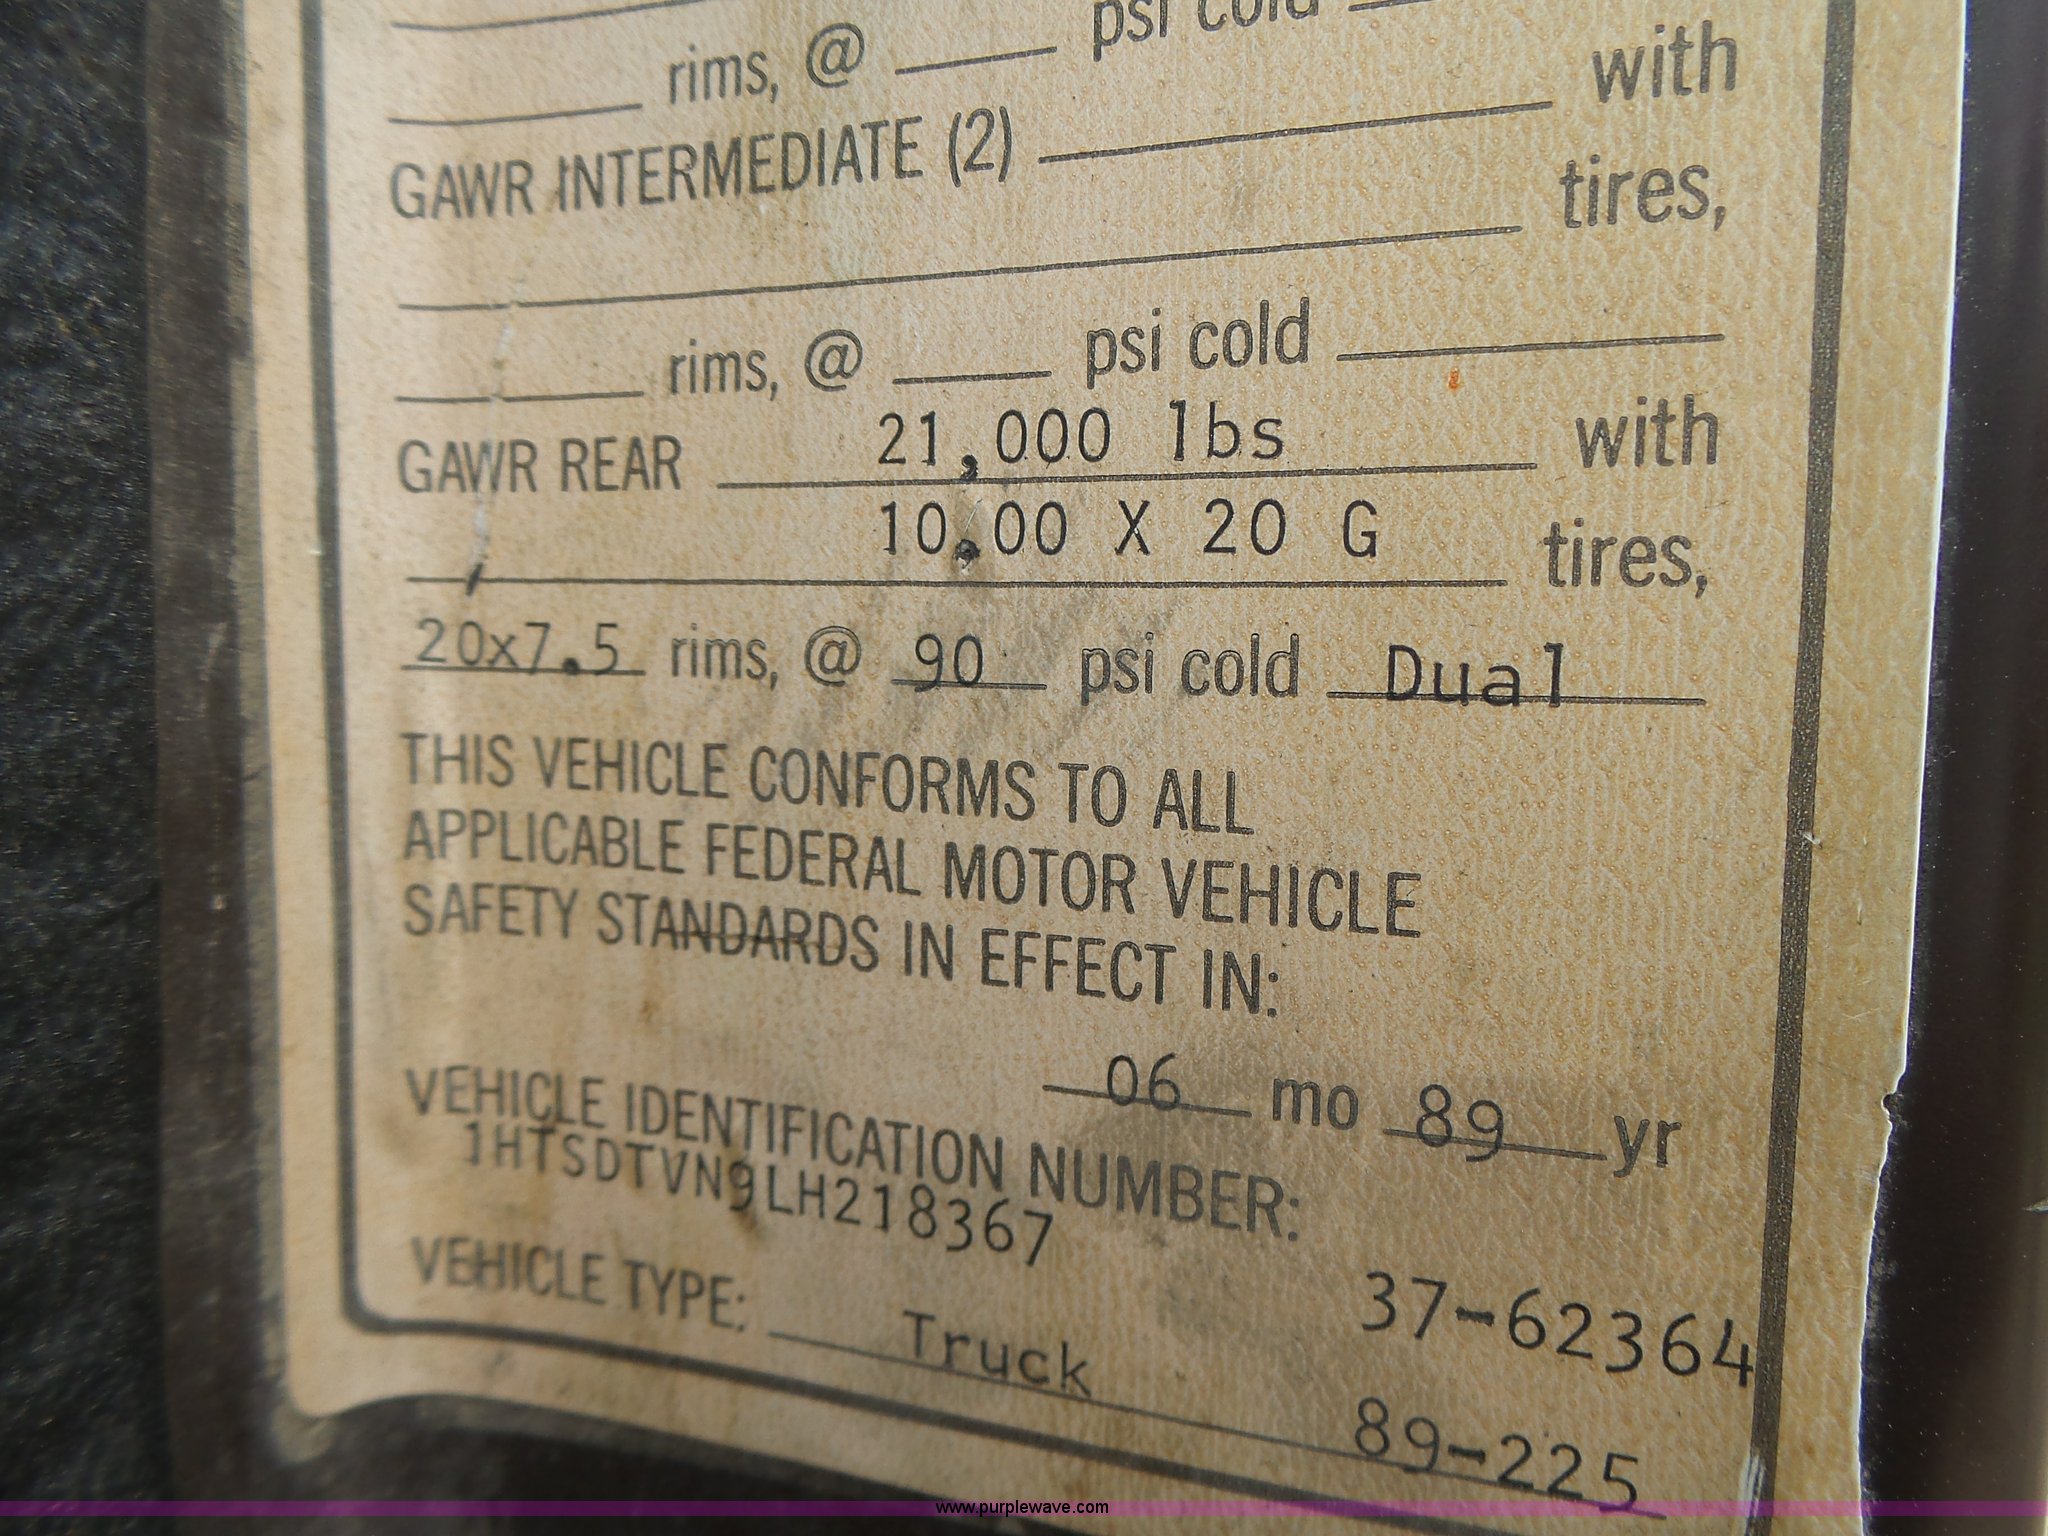 rims, @ psi cold
GAWR INTERMEDIATE (2) with
tires,
rims, @ psi cold
GAWR REAR 21,000 lbs with
10.00 X 20 G tires,
20x7.5 rims, @ 90 psi cold Dual
THIS VEHICLE CONFORMS TO ALL
APPLICABLE FEDERAL MOTOR VEHICLE
SAFETY STANDARDS IN EFFECT IN:
06 mo 89 yr
VEHICLE IDENTIFICATION NUMBER:
1HTSDTVN9LH218367
37-62364
VEHICLE TYPE: Truck
89-225
www.purplewave.com